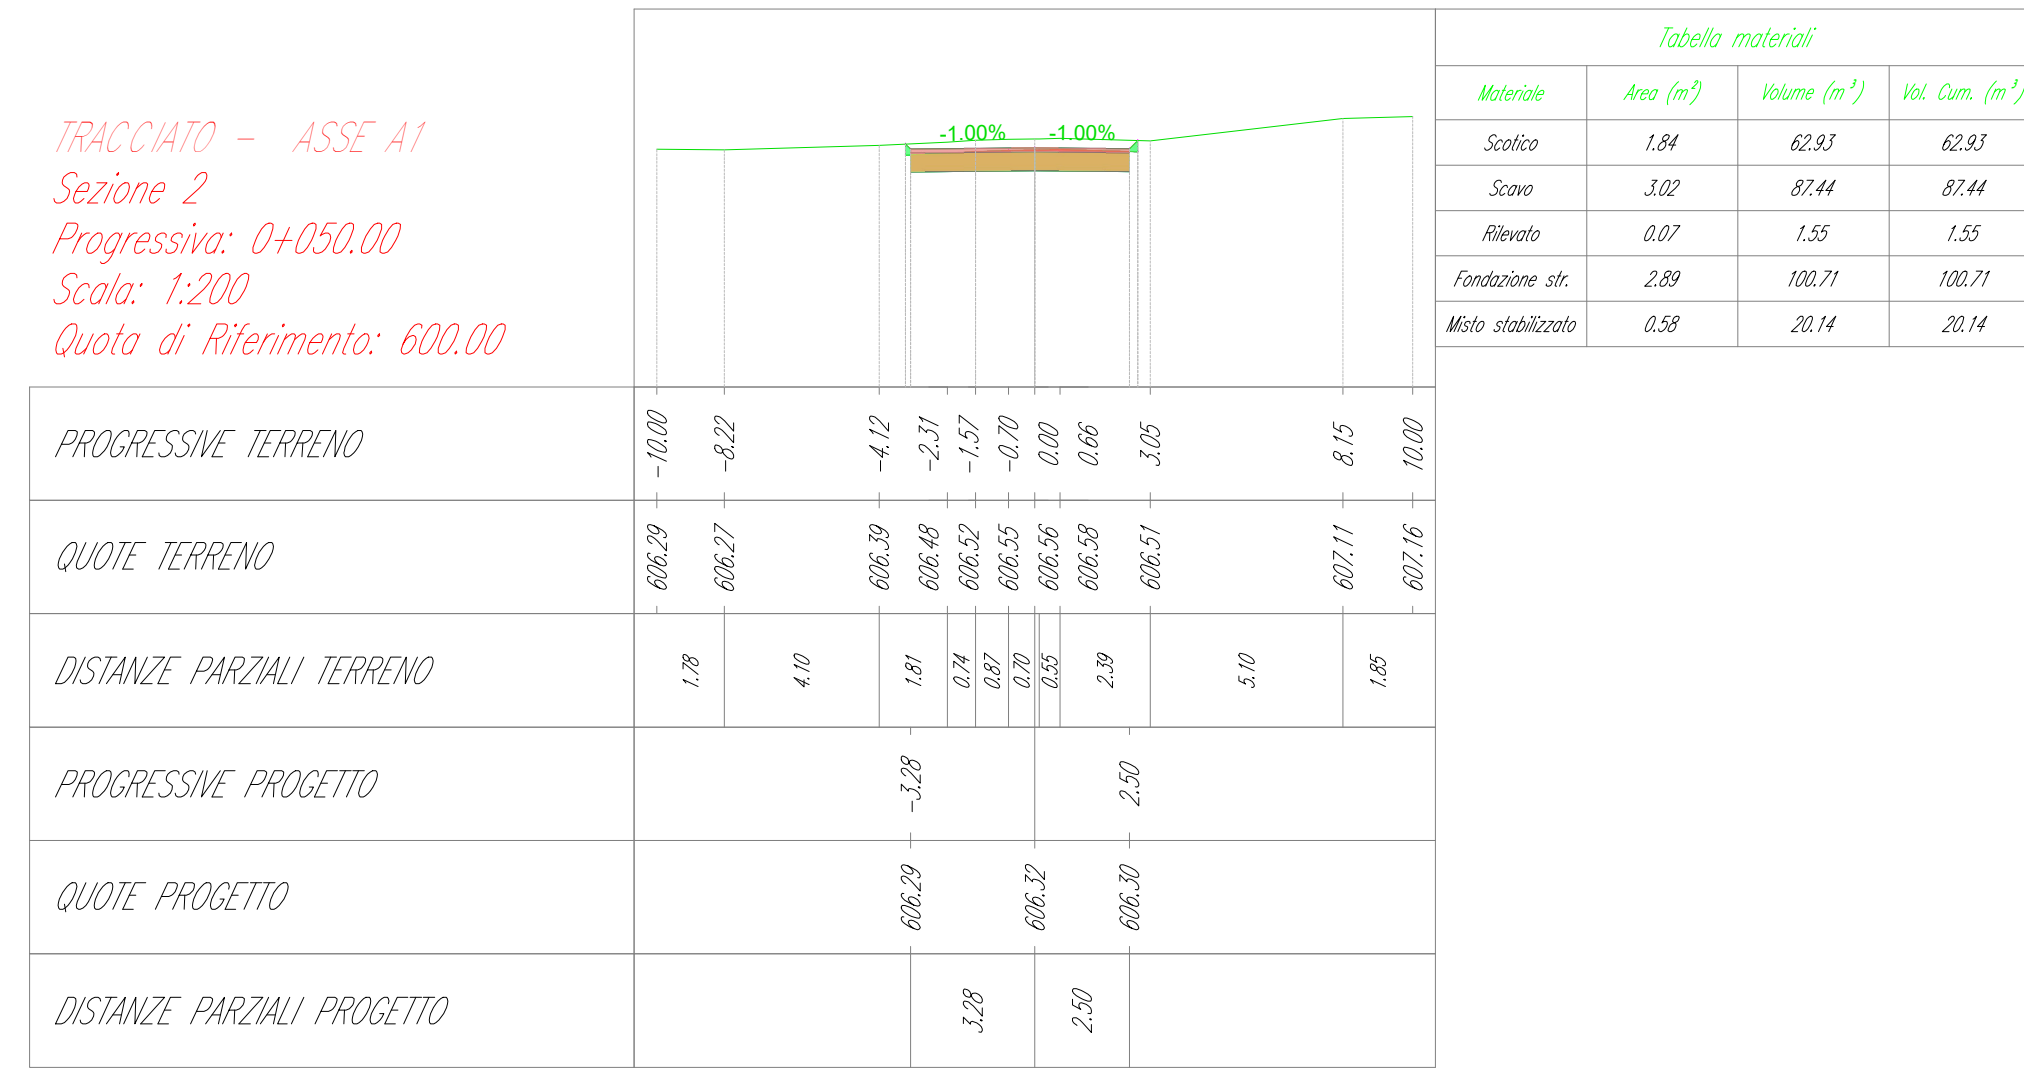 TRACCIATO - ASSE A1
Sezione 2
Progressiva: 0+050.00
Scala: 1:200
Quota di Riferimento: 600.00
-1.00% -1.00%
Tabella materiali
Materiale Area (m²) Volume (m³) Vol. Cum. (m³)
Scotico 1.84 62.93 62.93
Scavo 3.02 87.44 87.44
Rilevato 0.07 1.55 1.55
Fondazione str. 2.89 100.71 100.71
Misto stabilizzato 0.58 20.14 20.14
PROGRESSIVE TERRENO -10.00 -8.22 -4.12 -2.31 -1.57 -0.70 0.00 0.66 3.05 8.15 10.00
QUOTE TERRENO 606.29 606.27 606.39 606.48 606.52 606.55 606.56 606.58 606.51 607.11 607.16
DISTANZE PARZIALI TERRENO 1.78 4.10 1.81 0.74 0.87 0.70 0.55 2.39 5.10 1.85
PROGRESSIVE PROGETTO -3.28 2.50
QUOTE PROGETTO 606.29 606.32 606.30
DISTANZE PARZIALI PROGETTO 3.28 2.50